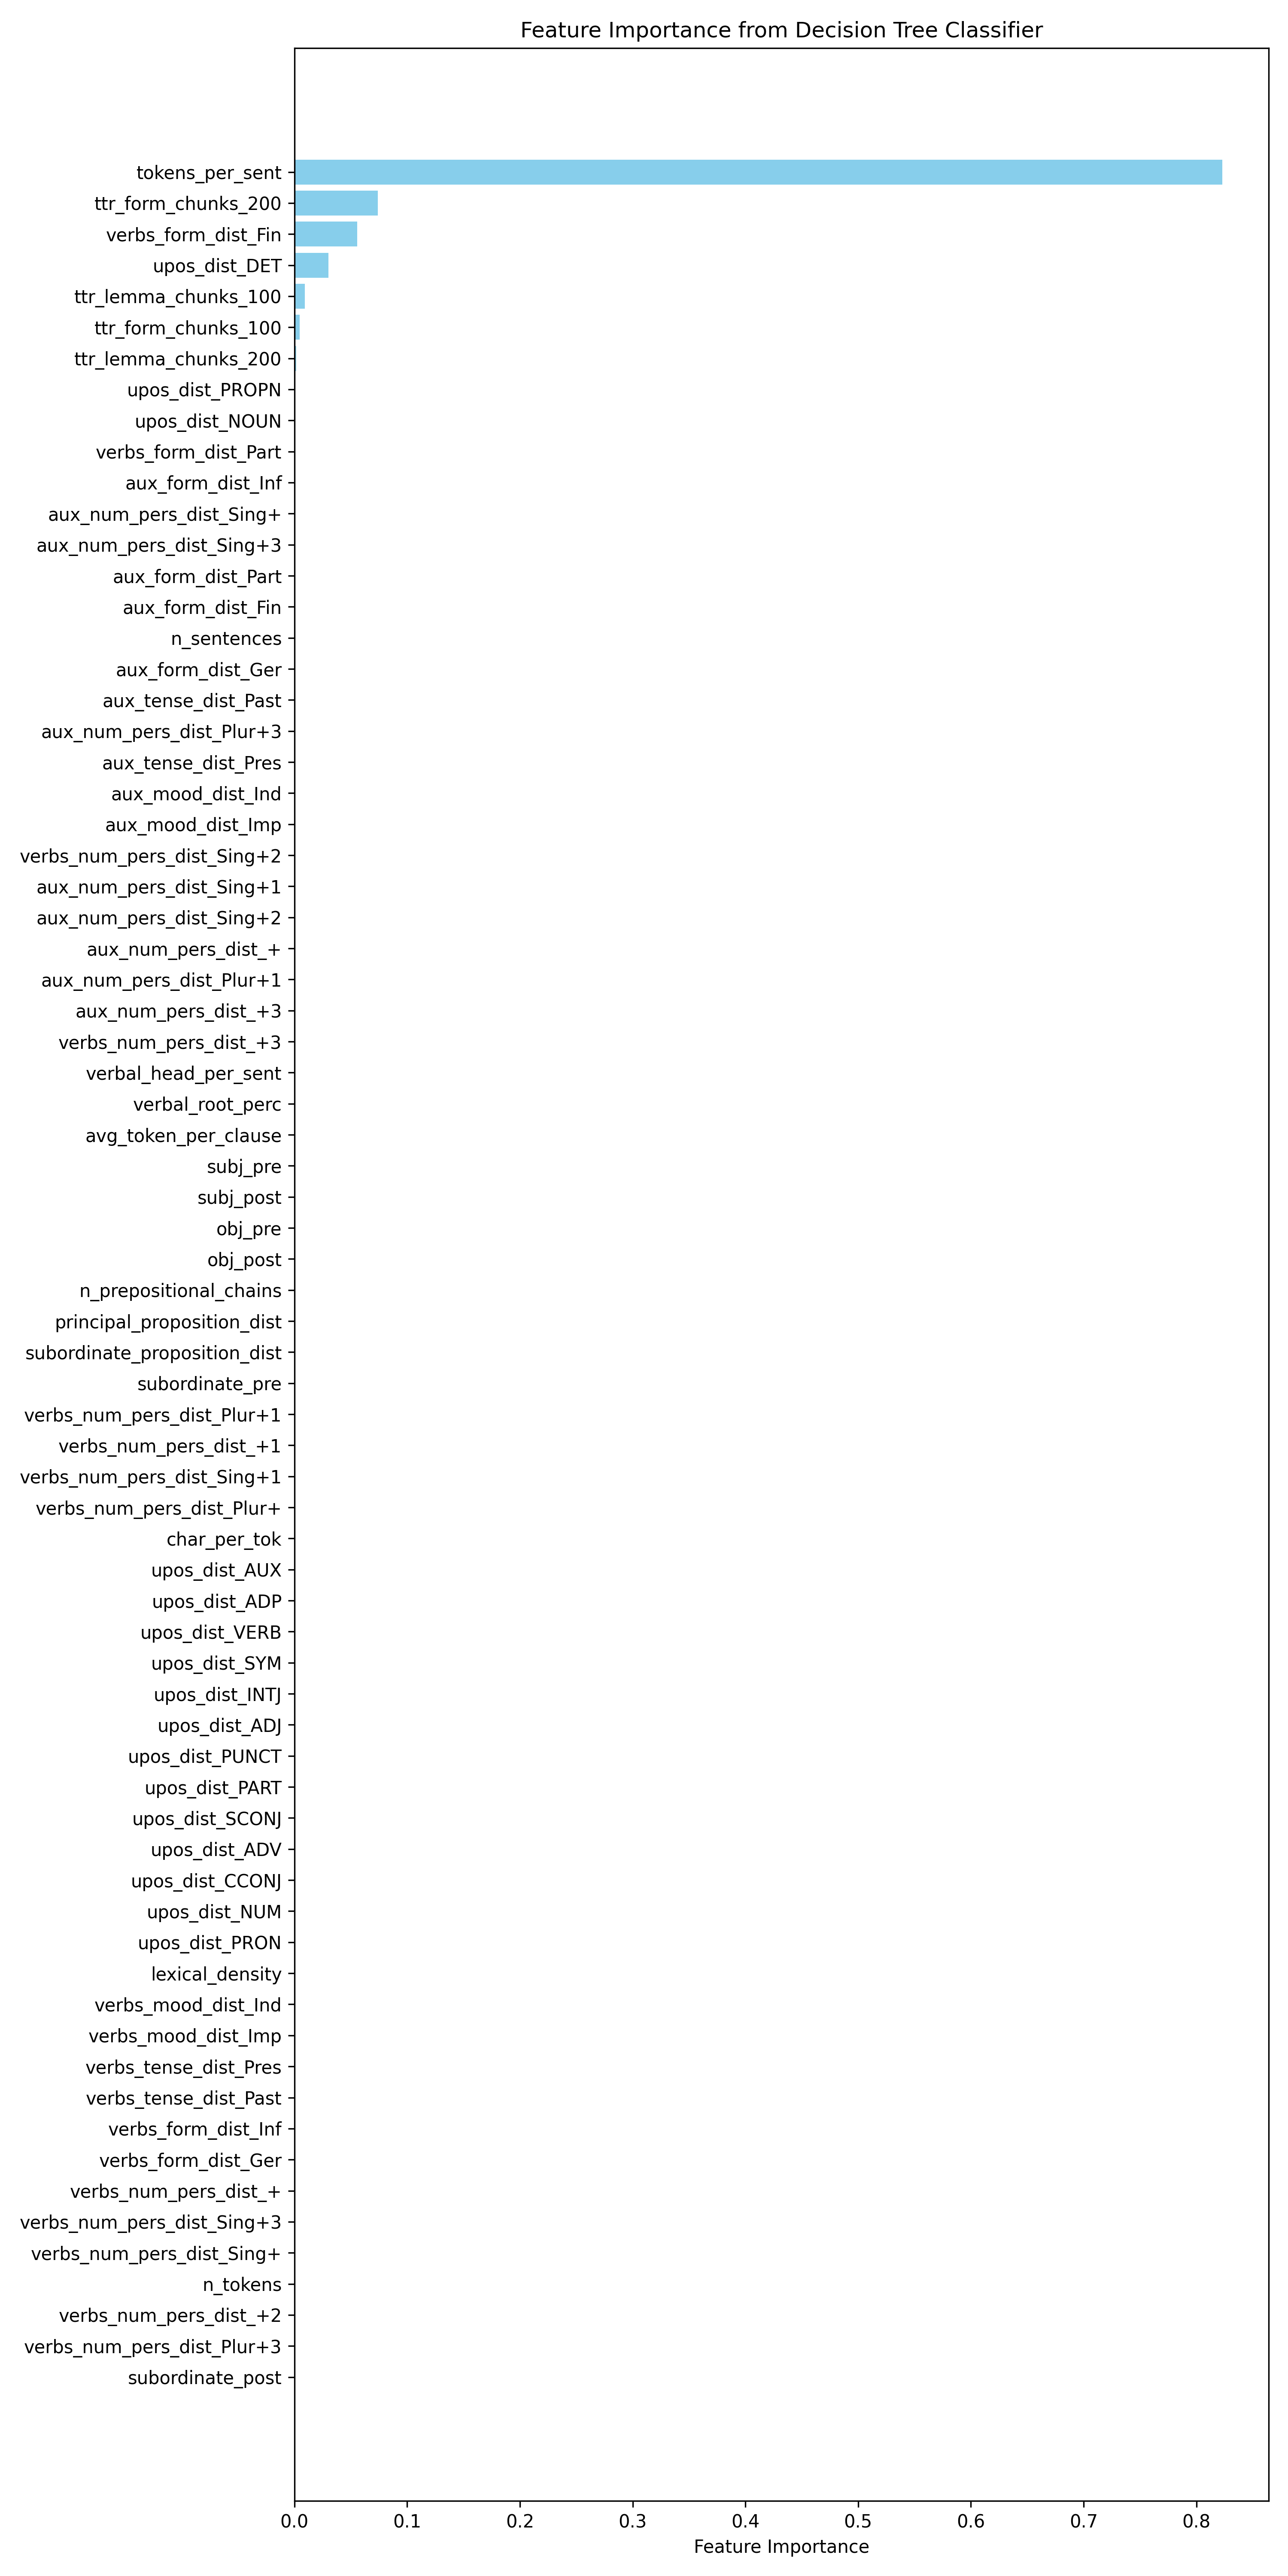 Feature Importance from Decision Tree Classifier
tokens_per_sent
ttr_form_chunks_200
verbs_form_dist_Fin
upos_dist_DET
ttr_lemma_chunks_100
ttr_form_chunks_100
ttr_lemma_chunks_200
upos_dist_PROPN
upos_dist_NOUN
verbs_form_dist_Part
aux_form_dist_Inf
aux_num_pers_dist_Sing+
aux_num_pers_dist_Sing+3
aux_form_dist_Part
aux_form_dist_Fin
n_sentences
aux_form_dist_Ger
aux_tense_dist_Past
aux_num_pers_dist_Plur+3
aux_tense_dist_Pres
aux_mood_dist_Ind
aux_mood_dist_Imp
verbs_num_pers_dist_Sing+2
aux_num_pers_dist_Sing+1
aux_num_pers_dist_Sing+2
aux_num_pers_dist_+
aux_num_pers_dist_Plur+1
aux_num_pers_dist_+3
verbs_num_pers_dist_+3
verbal_head_per_sent
verbal_root_perc
avg_token_per_clause
subj_pre
subj_post
obj_pre
obj_post
n_prepositional_chains
principal_proposition_dist
subordinate_proposition_dist
subordinate_pre
verbs_num_pers_dist_Plur+1
verbs_num_pers_dist_+1
verbs_num_pers_dist_Sing+1
verbs_num_pers_dist_Plur+
char_per_tok
upos_dist_AUX
upos_dist_ADP
upos_dist_VERB
upos_dist_SYM
upos_dist_INTJ
upos_dist_ADJ
upos_dist_PUNCT
upos_dist_PART
upos_dist_SCONJ
upos_dist_ADV
upos_dist_CCONJ
upos_dist_NUM
upos_dist_PRON
lexical_density
verbs_mood_dist_Ind
verbs_mood_dist_Imp
verbs_tense_dist_Pres
verbs_tense_dist_Past
verbs_form_dist_Inf
verbs_form_dist_Ger
verbs_num_pers_dist_+
verbs_num_pers_dist_Sing+3
verbs_num_pers_dist_Sing+
n_tokens
verbs_num_pers_dist_+2
verbs_num_pers_dist_Plur+3
subordinate_post
0.0 0.1 0.2 0.3 0.4 0.5 0.6 0.7 0.8
Feature Importance